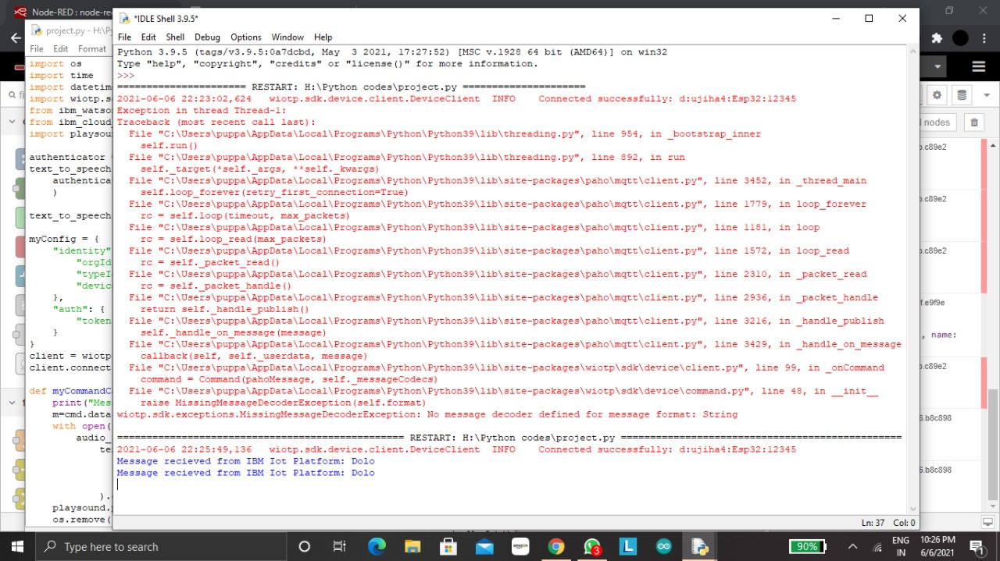 Node-RED : node-re
*IDLE Shell 3.9.5*
project.py - H:\Py
File Edit Format
File Edit Shell Debug Options Window Help
Python 3.9.5 (tags/v3.9.5:0a7dcbd, May  3 2021, 17:27:52) [MSC v.1928 64 bit (AMD64)] on win32
Type "help", "copyright", "credits" or "license()" for more information.
>>>
====================== RESTART: H:\Python codes\project.py =====================
2021-06-06 22:23:02,624   wiotp.sdk.device.client.DeviceClient  INFO    Connected successfully: d:ujiha4:Esp32:12345
Exception in thread Thread-1:
Traceback (most recent call last):
  File "C:\Users\puppa\AppData\Local\Programs\Python\Python39\lib\threading.py", line 954, in _bootstrap_inner
    self.run()
  File "C:\Users\puppa\AppData\Local\Programs\Python\Python39\lib\threading.py", line 892, in run
    self._target(*self._args, **self._kwargs)
  File "C:\Users\puppa\AppData\Local\Programs\Python\Python39\lib\site-packages\paho\mqtt\client.py", line 3452, in _thread_main
    self.loop_forever(retry_first_connection=True)
  File "C:\Users\puppa\AppData\Local\Programs\Python\Python39\lib\site-packages\paho\mqtt\client.py", line 1779, in loop_forever
    rc = self.loop(timeout, max_packets)
  File "C:\Users\puppa\AppData\Local\Programs\Python\Python39\lib\site-packages\paho\mqtt\client.py", line 1181, in loop
    rc = self.loop_read(max_packets)
  File "C:\Users\puppa\AppData\Local\Programs\Python\Python39\lib\site-packages\paho\mqtt\client.py", line 1572, in loop_read
    rc = self._packet_read()
  File "C:\Users\puppa\AppData\Local\Programs\Python\Python39\lib\site-packages\paho\mqtt\client.py", line 2310, in _packet_read
    rc = self._packet_handle()
  File "C:\Users\puppa\AppData\Local\Programs\Python\Python39\lib\site-packages\paho\mqtt\client.py", line 2936, in _packet_handle
    return self._handle_publish()
  File "C:\Users\puppa\AppData\Local\Programs\Python\Python39\lib\site-packages\paho\mqtt\client.py", line 3216, in _handle_publish
    self._handle_on_message(message)
  File "C:\Users\puppa\AppData\Local\Programs\Python\Python39\lib\site-packages\paho\mqtt\client.py", line 3429, in _handle_on_message
    callback(self, self._userdata, message)
  File "C:\Users\puppa\AppData\Local\Programs\Python\Python39\lib\site-packages\wiotp\sdk\device\client.py", line 99, in _onCommand
    command = Command(pahoMessage, self._messageCodecs)
  File "C:\Users\puppa\AppData\Local\Programs\Python\Python39\lib\site-packages\wiotp\sdk\device\command.py", line 48, in __init__
    raise MissingMessageDecoderException(self.format)
wiotp.sdk.exceptions.MissingMessageDecoderException: No message decoder defined for message format: String
================================================= RESTART: H:\Python codes\project.py ================================================
2021-06-06 22:25:49,136   wiotp.sdk.device.client.DeviceClient  INFO    Connected successfully: d:ujiha4:Esp32:12345
Message recieved from IBM Iot Platform: Dolo
Message recieved from IBM Iot Platform: Dolo
Ln: 37 Col: 0
import os
import time
import datetim
import wiotp.s
from ibm_watso
from ibm_cloud_
import playsoun
authenticator =
text_to_speech
    authentica
    )
text_to_speech
myConfig = {
    "identity"
        "orgId
        "typeI
        "devic
    },
    "auth": {
        "token
    }
}
client = wiotp
client.connect
def myCommandC
    print("Mes
    m=cmd.data
    with open(
        audio_
            te
            ).
    playsound.
    os.remove(
fi
l nodes
o.c89e2
o.c89e2
o.c89e2
f.e9f9e
, name:
o.c89e2
6.b8c898
6.b8c898
Type here to search
amazon
3
L
90%
ENG
IN
10:26 PM
6/6/2021
1